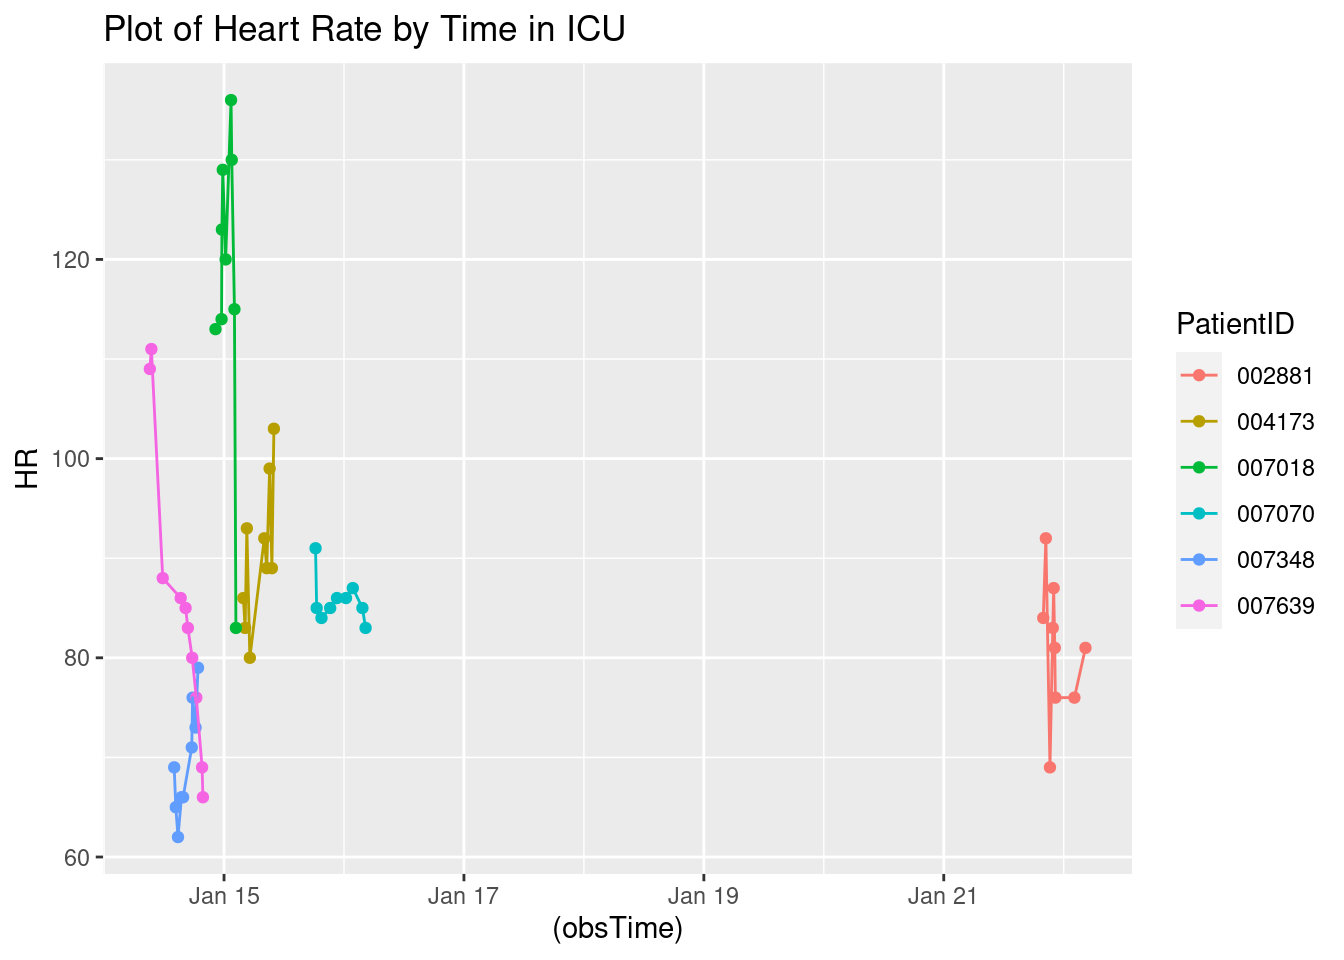 Plot of Heart Rate by Time in ICU
HR
120
100
80
60
Jan 15
Jan 17
Jan 19
Jan 21
(obsTime)
PatientID
002881
004173
007018
007070
007348
007639